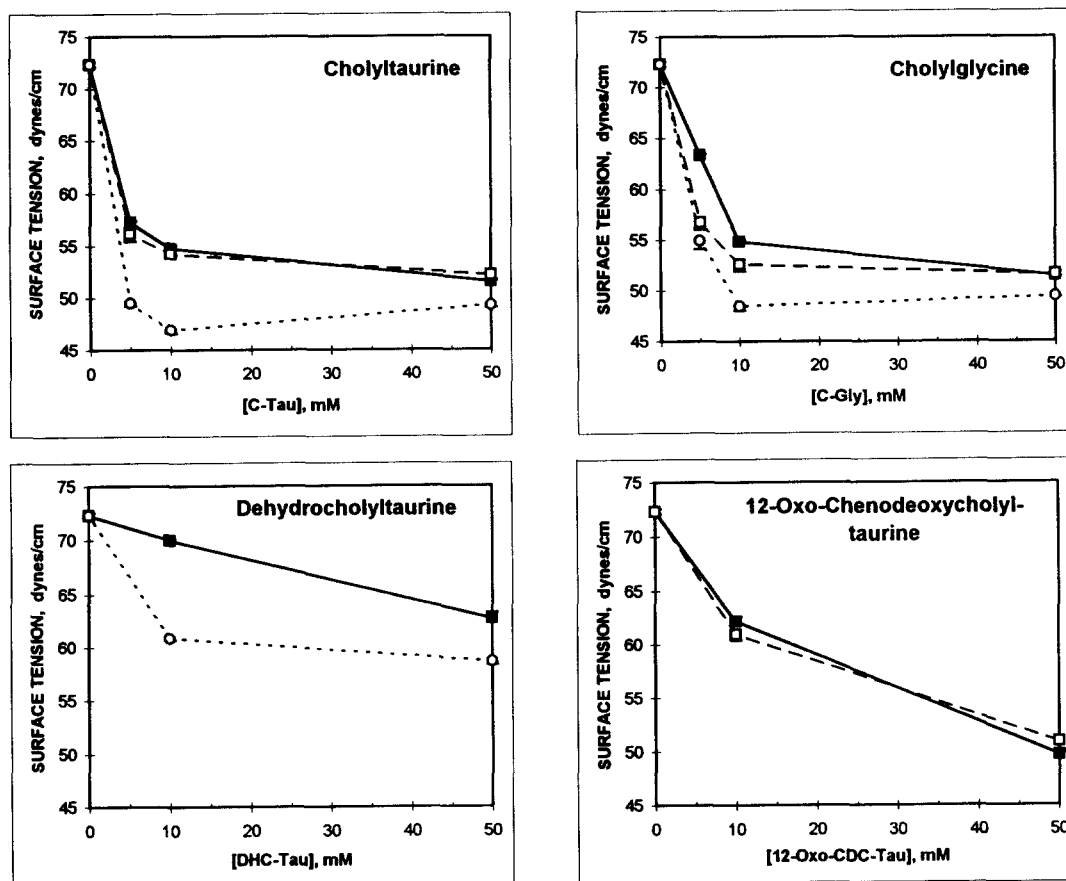 Cholyltaurine
SURFACE TENSION, dynes/cm
75
70
65
60
55
50
45
0 10 20 30 40 50
[C-Tau], mM
Cholylglycine
SURFACE TENSION, dynes/cm
75
70
65
60
55
50
45
0 10 20 30 40 50
[C-Gly], mM
Dehydrocholyltaurine
SURFACE TENSION, dynes/cm
75
70
65
60
55
50
45
0 10 20 30 40 50
[DHC-Tau], mM
12-Oxo-Chenodeoxycholyl-
taurine
SURFACE TENSION, dynes/cm
75
70
65
60
55
50
45
0 10 20 30 40 50
[12-Oxo-CDC-Tau], mM